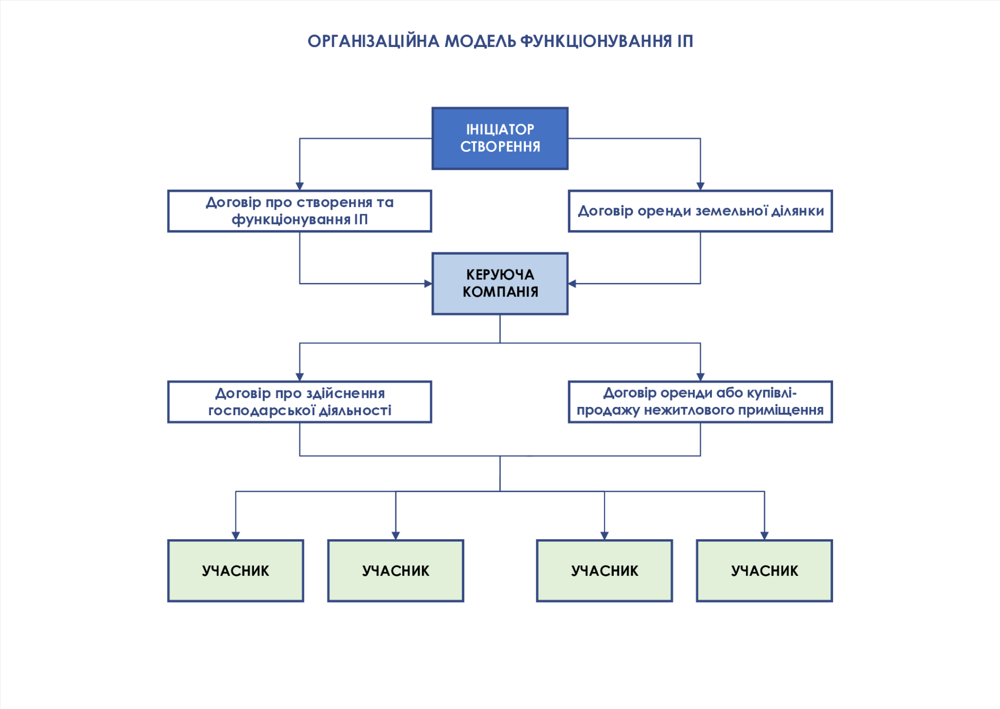 ОРГАНІЗАЦІЙНА МОДЕЛЬ ФУНКЦІОНУВАННЯ ІП
ІНІЦІАТОР
СТВОРЕННЯ
Договір про створення та
функціонування ІП
Договір оренди земельної ділянки
КЕРУЮЧА
КОМПАНІЯ
Договір про здійснення
господарської діяльності
Договір оренди або купівлі-
продажу нежитлового приміщення
УЧАСНИК
УЧАСНИК
УЧАСНИК
УЧАСНИК